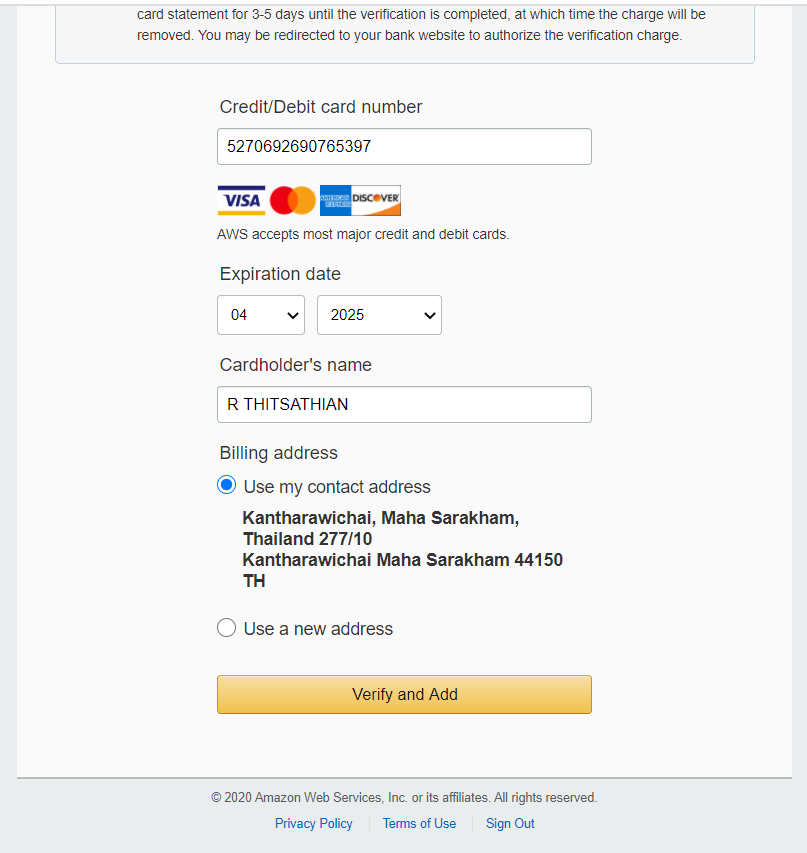 card statement for 3-5 days until the verification is completed, at which time the charge will be
removed. You may be redirected to your bank website to authorize the verification charge.
Credit/Debit card number
5270692690765397
VISA AMERICAN EXPRESS DISCOVER
AWS accepts most major credit and debit cards.
Expiration date
04 2025
Cardholder's name
R THITSATHIAN
Billing address
Use my contact address
Kantharawichai, Maha Sarakham,
Thailand 277/10
Kantharawichai Maha Sarakham 44150
TH
Use a new address
Verify and Add
© 2020 Amazon Web Services, Inc. or its affiliates. All rights reserved.
Privacy Policy Terms of Use Sign Out